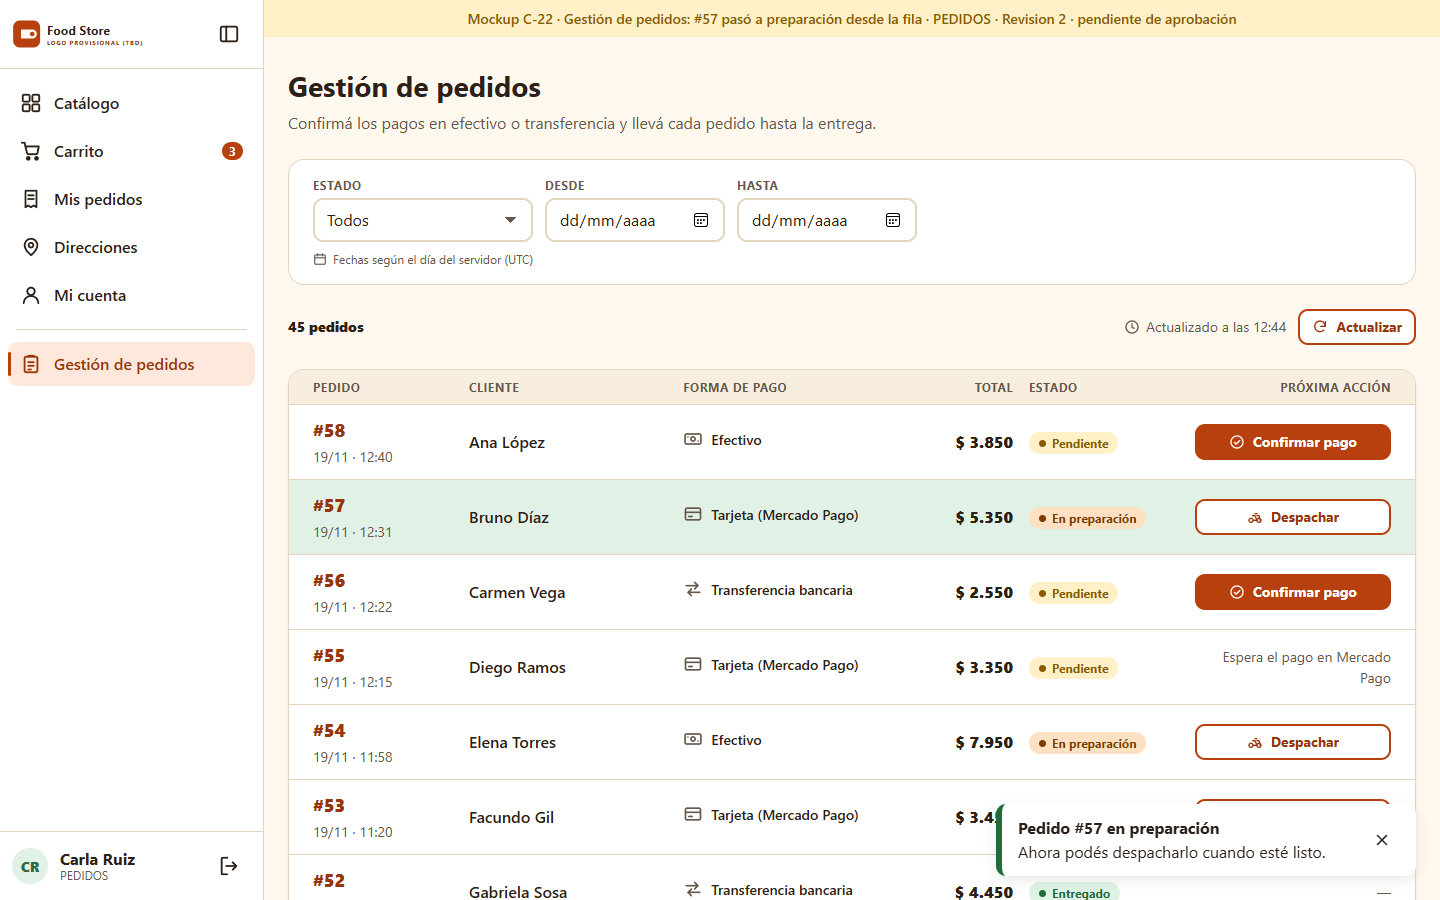 Mockup C-22 · Gestión de pedidos: #57 pasó a preparación desde la fila · PEDIDOS · Revision 2 · pendiente de aprobación
Food Store
LOGO PROVISIONAL (TBD)
Catálogo
Carrito 3
Mis pedidos
Direcciones
Mi cuenta
Gestión de pedidos
CR Carla Ruiz
PEDIDOS
Gestión de pedidos
Confirmá los pagos en efectivo o transferencia y llevá cada pedido hasta la entrega.
ESTADO DESDE HASTA
Todos dd/mm/aaaa dd/mm/aaaa
Fechas según el día del servidor (UTC)
45 pedidos Actualizado a las 12:44 Actualizar
PEDIDO CLIENTE FORMA DE PAGO TOTAL ESTADO PRÓXIMA ACCIÓN
#58
19/11 · 12:40 Ana López Efectivo $ 3.850 Pendiente Confirmar pago
#57
19/11 · 12:31 Bruno Díaz Tarjeta (Mercado Pago) $ 5.350 En preparación Despachar
#56
19/11 · 12:22 Carmen Vega Transferencia bancaria $ 2.550 Pendiente Confirmar pago
#55
19/11 · 12:15 Diego Ramos Tarjeta (Mercado Pago) $ 3.350 Pendiente Espera el pago en Mercado
Pago
#54
19/11 · 11:58 Elena Torres Efectivo $ 7.950 En preparación Despachar
#53
19/11 · 11:20 Facundo Gil Tarjeta (Mercado Pago)
#52
Gabriela Sosa Transferencia bancaria $ 4.450 Entregado —
Pedido #57 en preparación
Ahora podés despacharlo cuando esté listo.